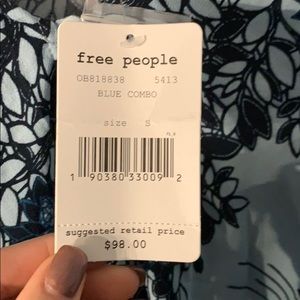 free people
OB818838 5413
BLUE COMBO
size S
1 90380 33009 2
suggested retail price
$98.00